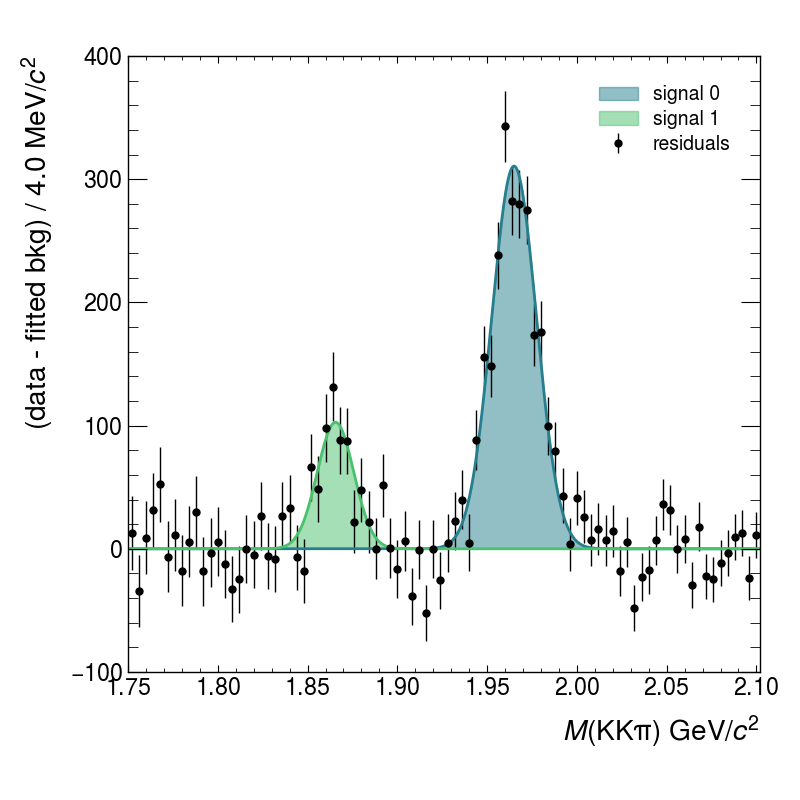 (data - fitted bkg) / 4.0 MeV/c²
400
300
200
100
0
−100
signal 0
signal 1
residuals
1.75 1.80 1.85 1.90 1.95 2.00 2.05 2.10
M(KKπ) GeV/c²